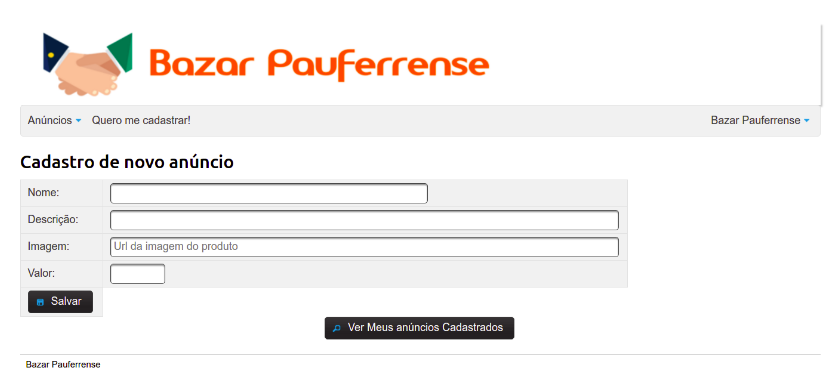 Bazar Pauferrense
Anúncios Quero me cadastrar! Bazar Pauferrense
Cadastro de novo anúncio
Nome:
Descrição:
Imagem: Url da imagem do produto
Valor:
Salvar
Ver Meus anúncios Cadastrados
Bazar Pauferrense